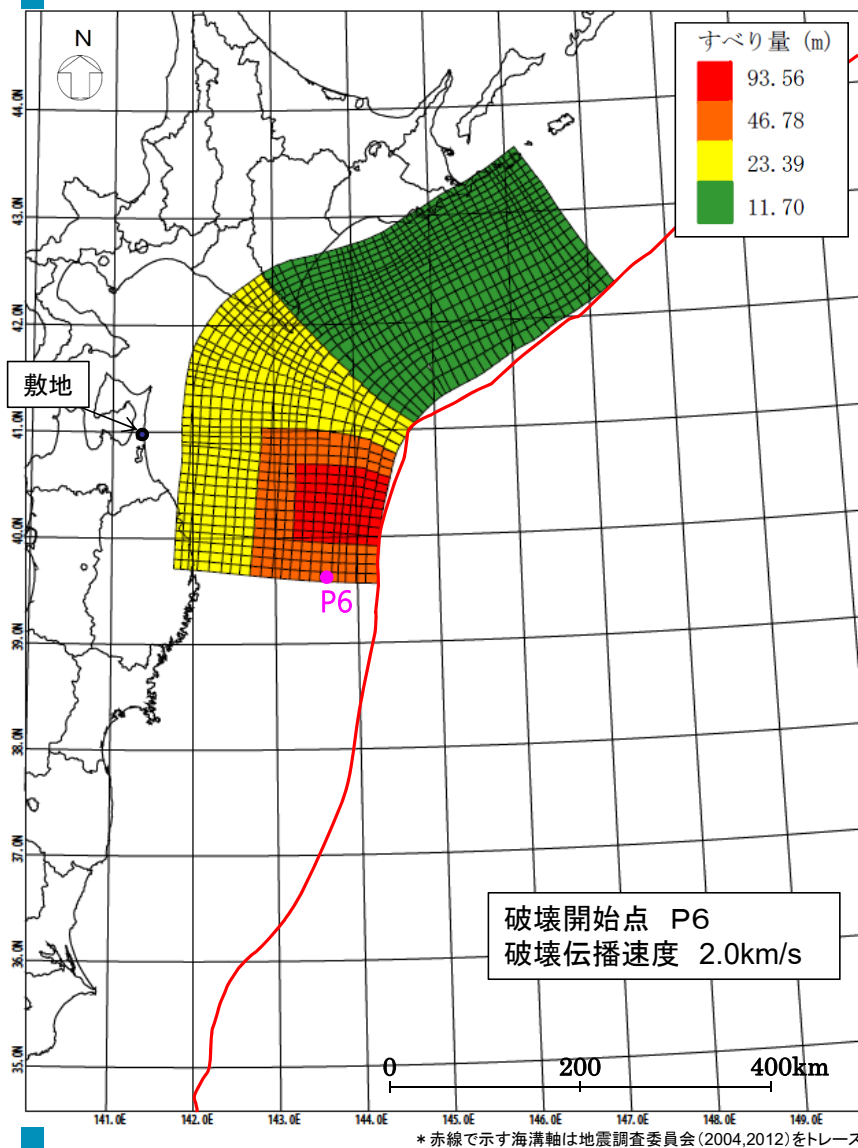 N
すべり量 (m)
93.56
46.78
23.39
11.70
44.0N
43.0N
42.0N
敷地
41.0N
40.0N
P6
39.0N
38.0N
37.0N
破壊開始点 P6
破壊伝播速度 2.0km/s
36.0N
35.0N
0 200 400km
141.0E 142.0E 143.0E 144.0E 145.0E 146.0E 147.0E 148.0E 149.0E
* 赤線で示す海溝軸は地震調査委員会(2004,2012)をトレース